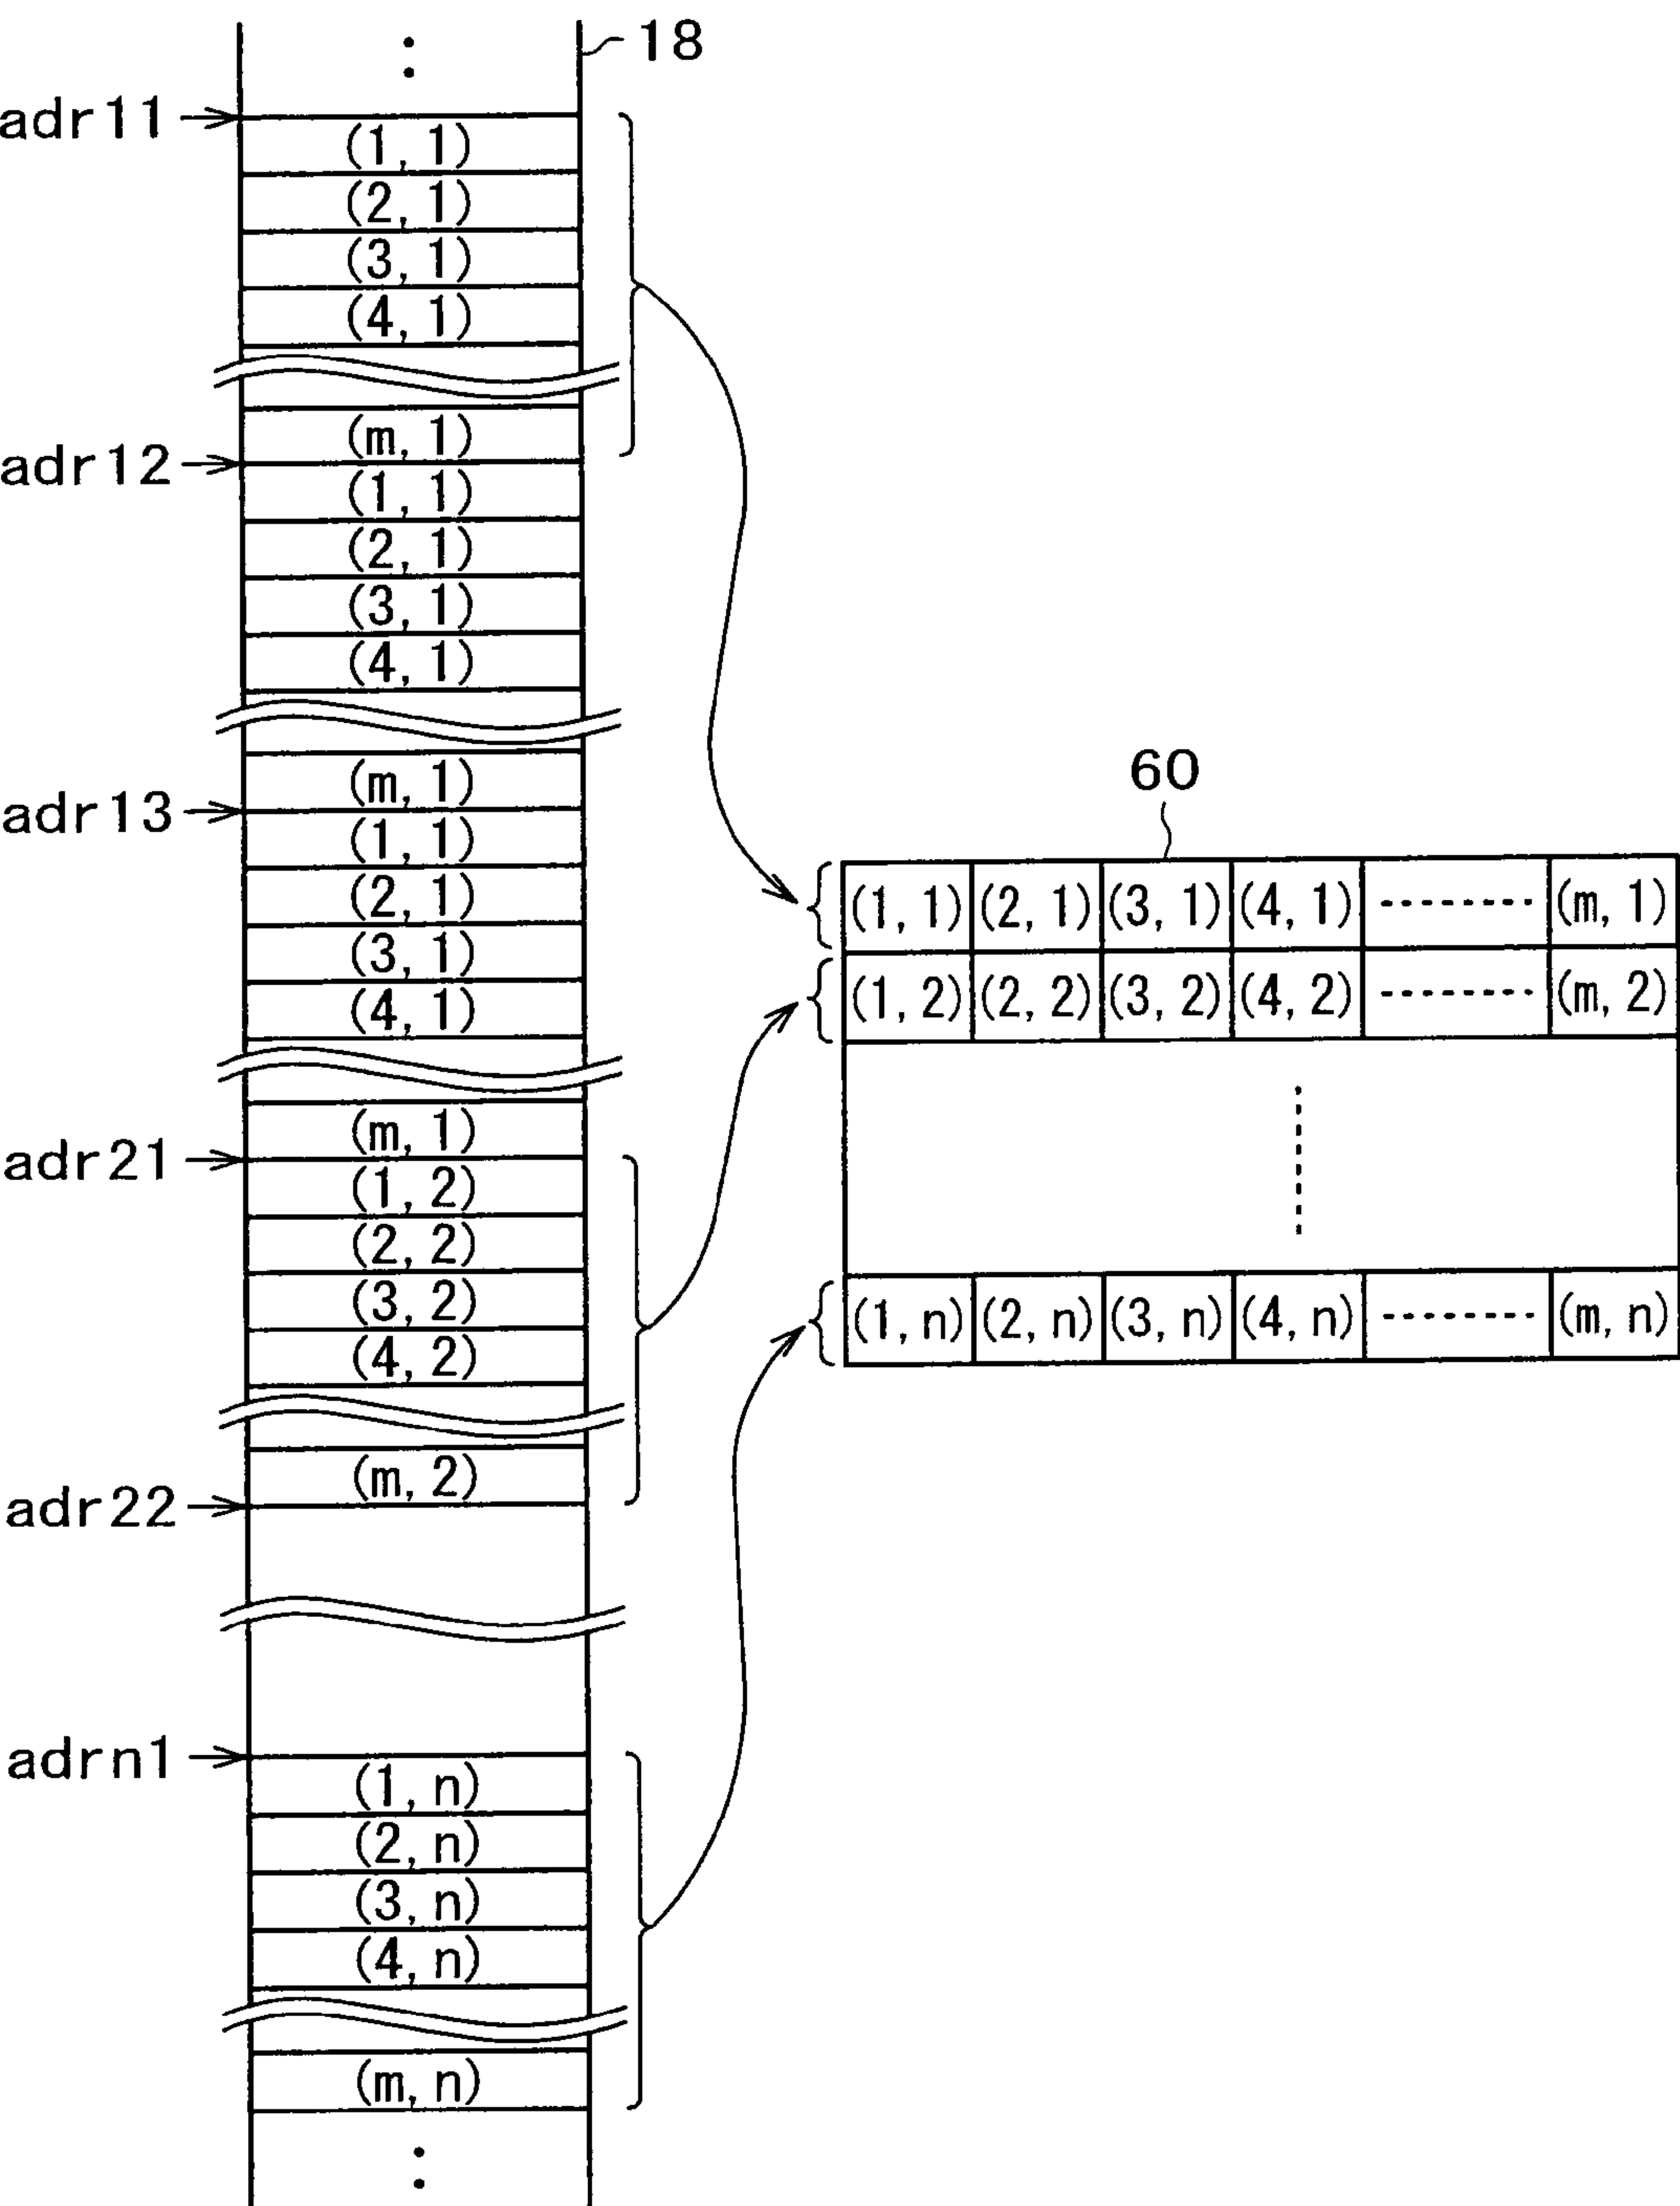 18
adr11
(1, 1)
(2, 1)
(3, 1)
(4, 1)
(m, 1)
adr12
(1, 1)
(2, 1)
(3, 1)
(4, 1)
(m, 1)
adr13
(1, 1)
(2, 1)
(3, 1)
(4, 1)
(m, 1)
adr21
(1, 2)
(2, 2)
(3, 2)
(4, 2)
(m, 2)
adr22
adrn1
(1, n)
(2, n)
(3, n)
(4, n)
(m, n)
60
(1, 1) (2, 1) (3, 1) (4, 1) (m, 1)
(1, 2) (2, 2) (3, 2) (4, 2) (m, 2)
(1, n) (2, n) (3, n) (4, n) (m, n)